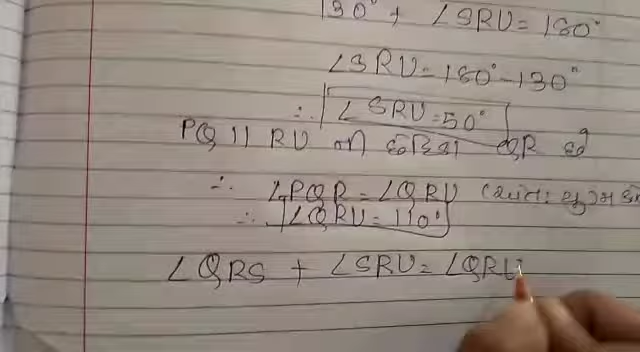 130° + ∠SRU = 180°
∠SRU = 180° - 130°
∴ ∠SRU = 50°
PQ || RU ની છેદિકા QR છે
∴ ∠PQR = ∠QRU (અંતઃ યુગ્મ
∴ ∠QRU = 110°
∠QRS + ∠SRU = ∠QRU